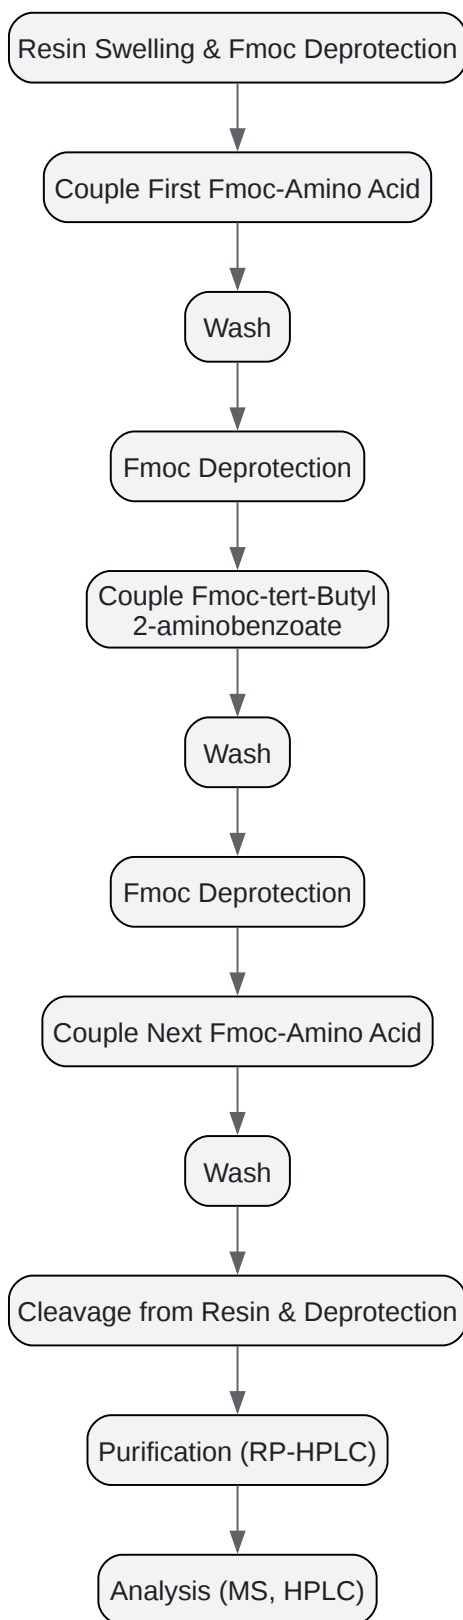 Resin Swelling & Fmoc Deprotection
Couple First Fmoc-Amino Acid
Wash
Fmoc Deprotection
Couple Fmoc-tert-Butyl
2-aminobenzoate
Wash
Fmoc Deprotection
Couple Next Fmoc-Amino Acid
Wash
Cleavage from Resin & Deprotection
Purification (RP-HPLC)
Analysis (MS, HPLC)